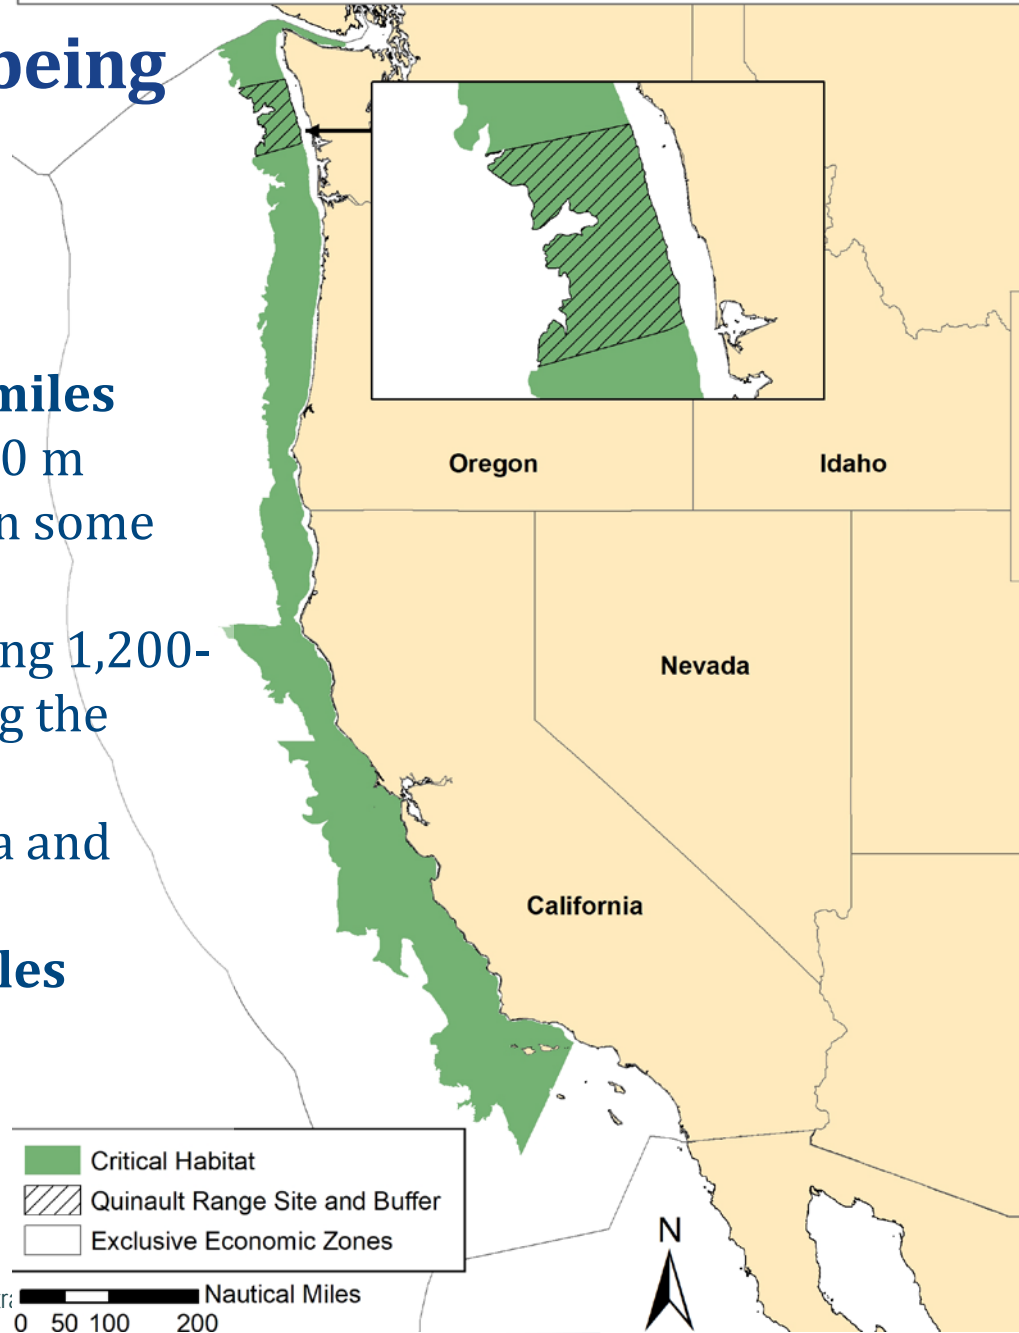 being
miles
0 m
n some
ng 1,200-
g the
a and
les
Oregon
Idaho
Nevada
California
Critical Habitat
Quinault Range Site and Buffer
Exclusive Economic Zones
N
Nautical Miles
0 50 100 200